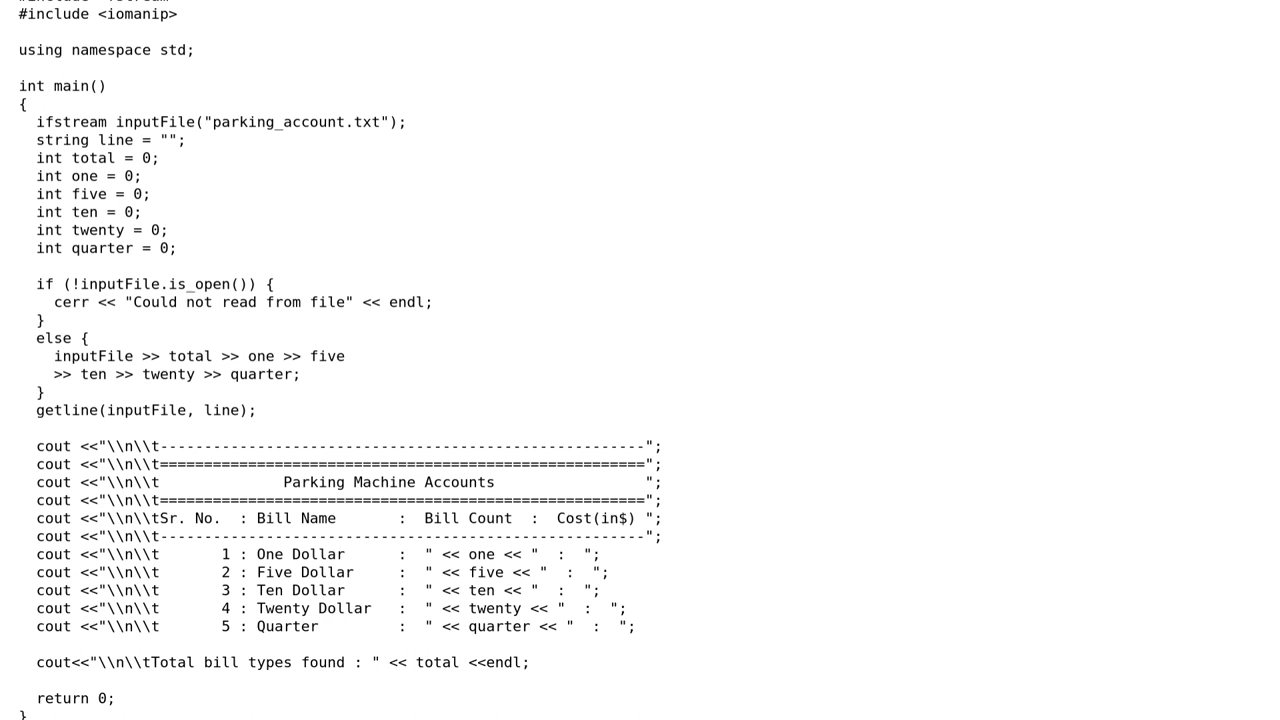 #include <iomanip>

using namespace std;

int main()
{
  ifstream inputFile("parking_account.txt");
  string line = "";
  int total = 0;
  int one = 0;
  int five = 0;
  int ten = 0;
  int twenty = 0;
  int quarter = 0;

  if (!inputFile.is_open()) {
    cerr << "Could not read from file" << endl;
  }
  else {
    inputFile >> total >> one >> five
    >> ten >> twenty >> quarter;
  }
  getline(inputFile, line);

  cout <<"\\n\\t-------------------------------------------------------";
  cout <<"\\n\\t=======================================================";
  cout <<"\\n\\t              Parking Machine Accounts                 ";
  cout <<"\\n\\t=======================================================";
  cout <<"\\n\\tSr. No.  : Bill Name       :  Bill Count  :  Cost(in$) ";
  cout <<"\\n\\t-------------------------------------------------------";
  cout <<"\\n\\t       1 : One Dollar      :  " << one << "  :  ";
  cout <<"\\n\\t       2 : Five Dollar     :  " << five << "  :  ";
  cout <<"\\n\\t       3 : Ten Dollar      :  " << ten << "  :  ";
  cout <<"\\n\\t       4 : Twenty Dollar   :  " << twenty << "  :  ";
  cout <<"\\n\\t       5 : Quarter         :  " << quarter << "  :  ";

  cout<<"\\n\\tTotal bill types found : " << total <<endl;

  return 0;
}